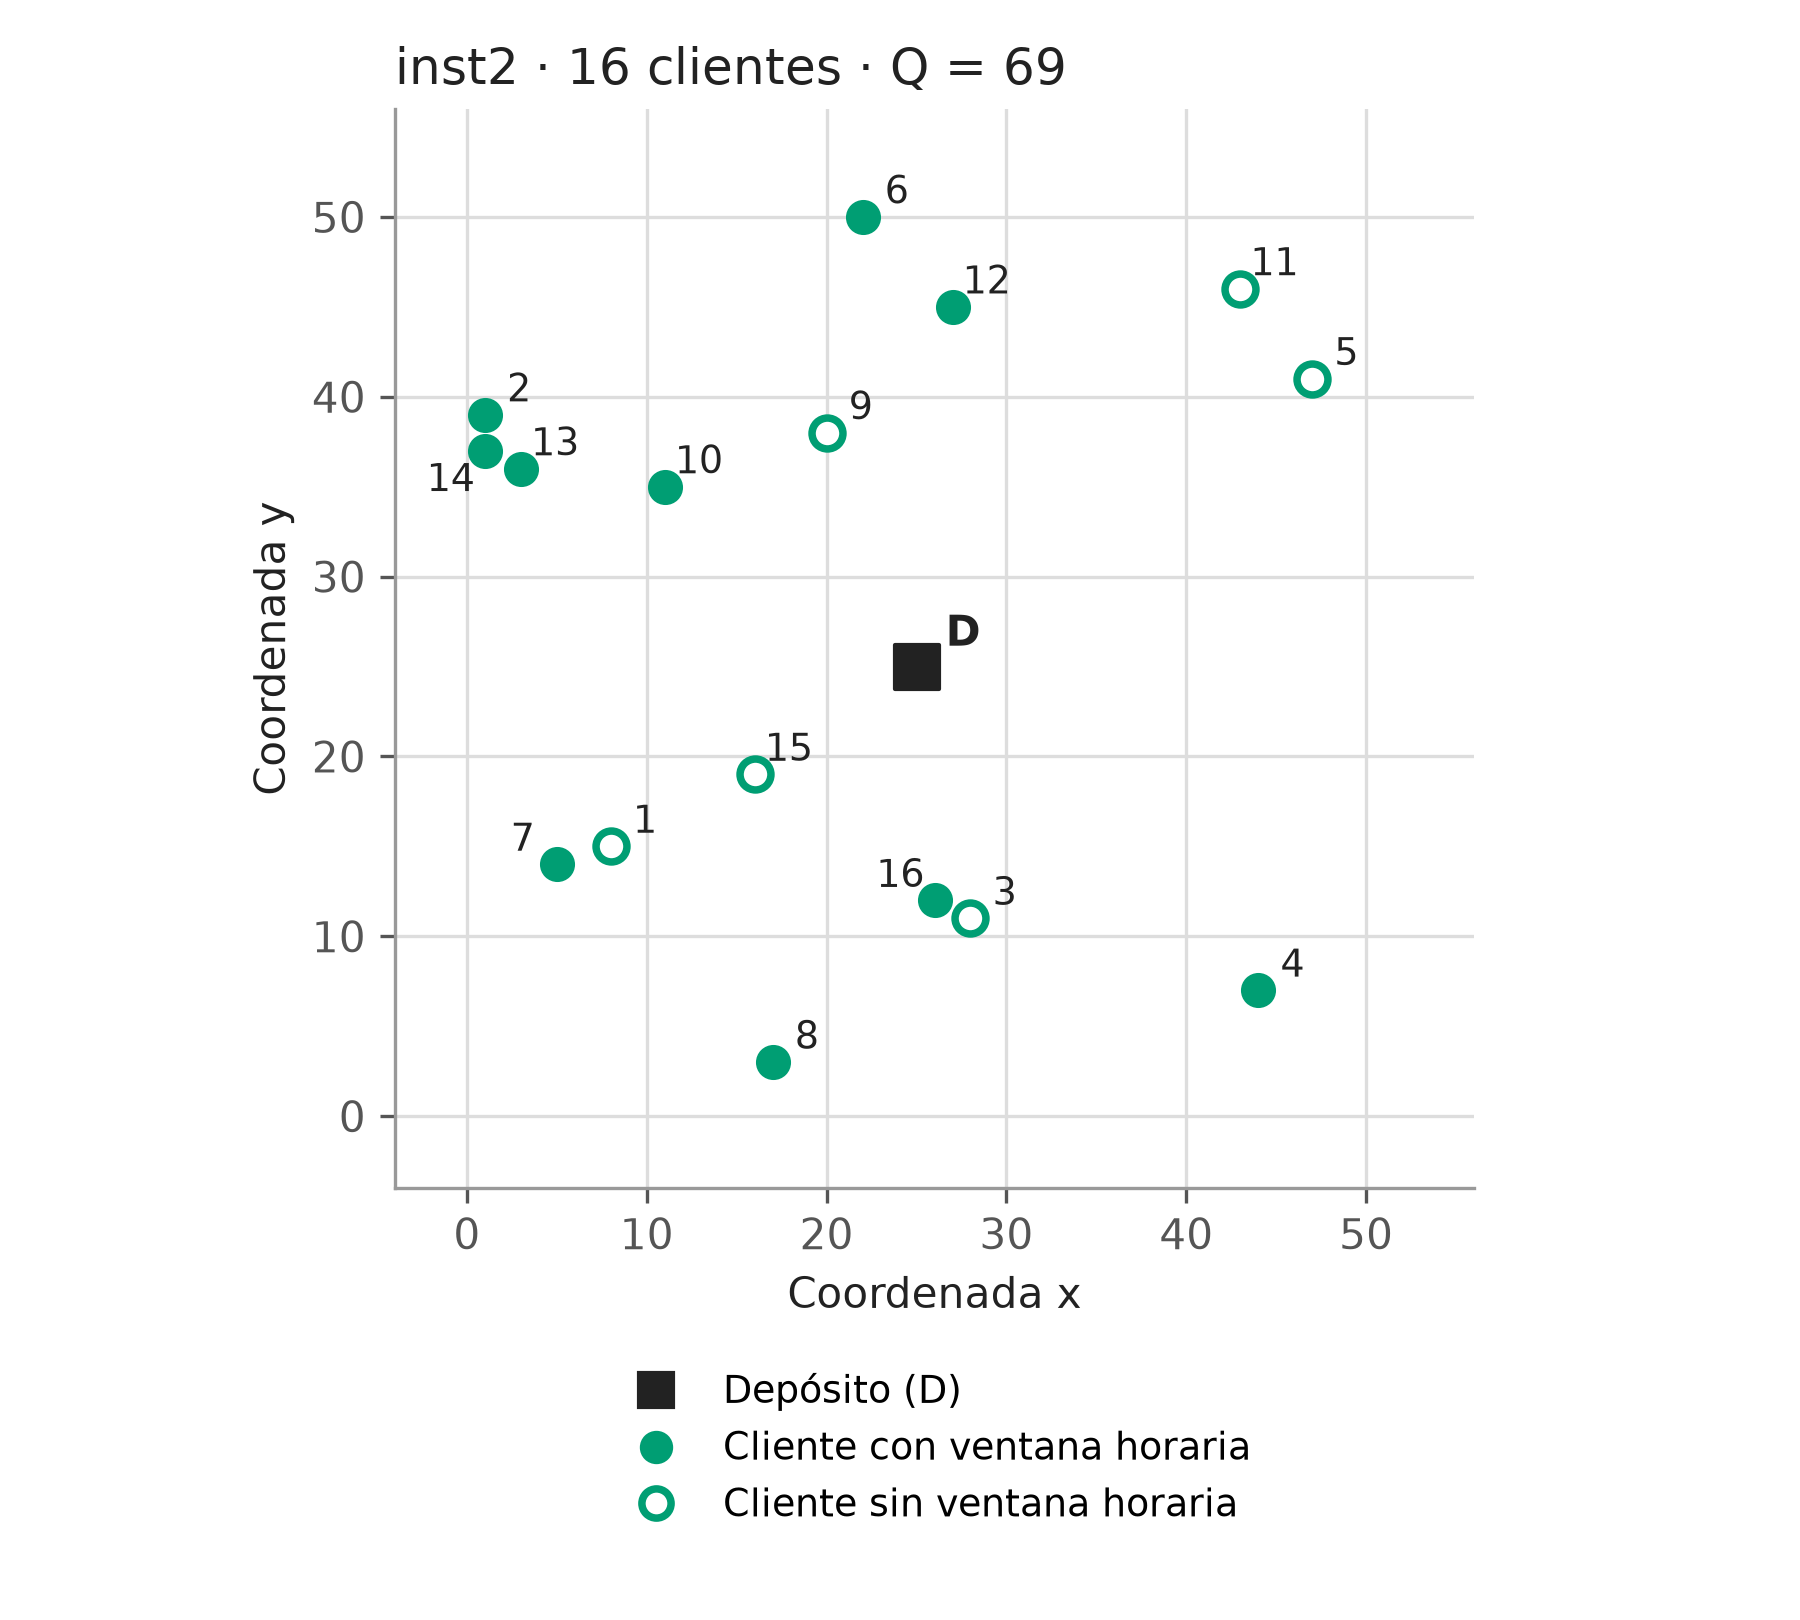 inst2 · 16 clientes · Q = 69
6
12
11
5
2
9
13
10
14
D
15
1
7
16
3
4
8
50
40
30
20
10
0
Coordenada y
0 10 20 30 40 50
Coordenada x
Depósito (D)
Cliente con ventana horaria
Cliente sin ventana horaria